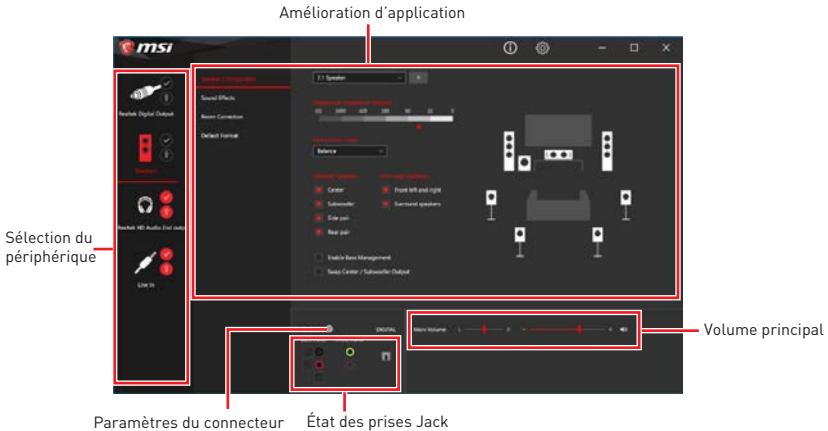 Amélioration d'application
msi
Realtek Digital Output
Speakers
Realtek HD Audio 2nd output
Line In
Speaker Configuration
Sound Effects
Room Correction
Default Format
7.1 Speaker
Balance
Center
Subwoofer
Side pair
Rear pair
Front left and right
Surround speakers
Enable Bass Management
Swap Center / Subwoofer Output
DIGITAL
Main Volume
L
R
Sélection du
périphérique
Volume principal
Paramètres du connecteur
État des prises Jack